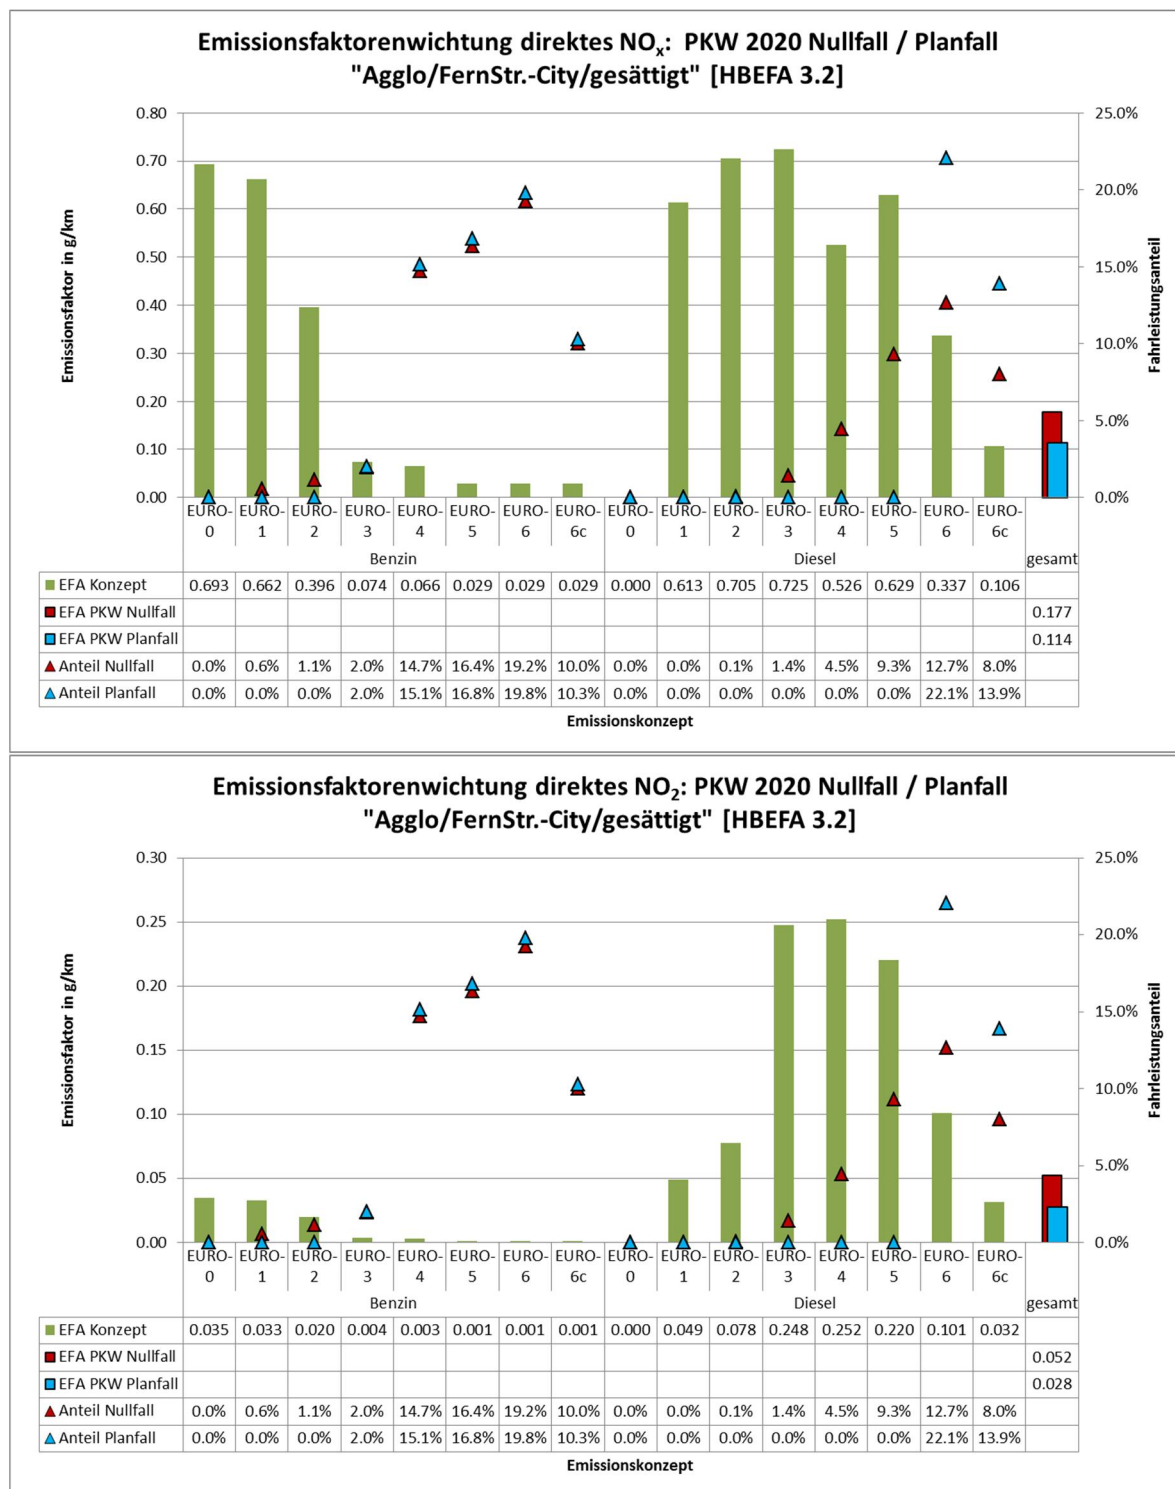 Emissionsfaktorenwichtung direktes NOx: PKW 2020 Nullfall / Planfall
"Agglo/FernStr.-City/gesättigt" [HBEFA 3.2]
Emissionsfaktor in g/km
0.80
0.70
0.60
0.50
0.40
0.30
0.20
0.10
0.00
25.0%
20.0%
15.0%
10.0%
5.0%
0.0%
Fahrleistungsanteil
EURO- EURO- EURO- EURO- EURO- EURO- EURO- EURO- EURO- EURO- EURO- EURO- EURO- EURO- EURO- EURO-
0 1 2 3 4 5 6 6c 0 1 2 3 4 5 6 6c
Benzin Diesel gesamt
EFA Konzept 0.693 0.662 0.396 0.074 0.066 0.029 0.029 0.029 0.000 0.613 0.705 0.725 0.526 0.629 0.337 0.106
EFA PKW Nullfall 0.177
EFA PKW Planfall 0.114
Anteil Nullfall 0.0% 0.6% 1.1% 2.0% 14.7% 16.4% 19.2% 10.0% 0.0% 0.0% 0.1% 1.4% 4.5% 9.3% 12.7% 8.0%
Anteil Planfall 0.0% 0.0% 0.0% 2.0% 15.1% 16.8% 19.8% 10.3% 0.0% 0.0% 0.0% 0.0% 0.0% 0.0% 22.1% 13.9%
Emissionskonzept
Emissionsfaktorenwichtung direktes NO2: PKW 2020 Nullfall / Planfall
"Agglo/FernStr.-City/gesättigt" [HBEFA 3.2]
Emissionsfaktor in g/km
0.30
0.25
0.20
0.15
0.10
0.05
0.00
25.0%
20.0%
15.0%
10.0%
5.0%
0.0%
Fahrleistungsanteil
EURO- EURO- EURO- EURO- EURO- EURO- EURO- EURO- EURO- EURO- EURO- EURO- EURO- EURO- EURO- EURO-
0 1 2 3 4 5 6 6c 0 1 2 3 4 5 6 6c
Benzin Diesel gesamt
EFA Konzept 0.035 0.033 0.020 0.004 0.003 0.001 0.001 0.001 0.000 0.049 0.078 0.248 0.252 0.220 0.101 0.032
EFA PKW Nullfall 0.052
EFA PKW Planfall 0.028
Anteil Nullfall 0.0% 0.6% 1.1% 2.0% 14.7% 16.4% 19.2% 10.0% 0.0% 0.0% 0.1% 1.4% 4.5% 9.3% 12.7% 8.0%
Anteil Planfall 0.0% 0.0% 0.0% 2.0% 15.1% 16.8% 19.8% 10.3% 0.0% 0.0% 0.0% 0.0% 0.0% 0.0% 22.1% 13.9%
Emissionskonzept